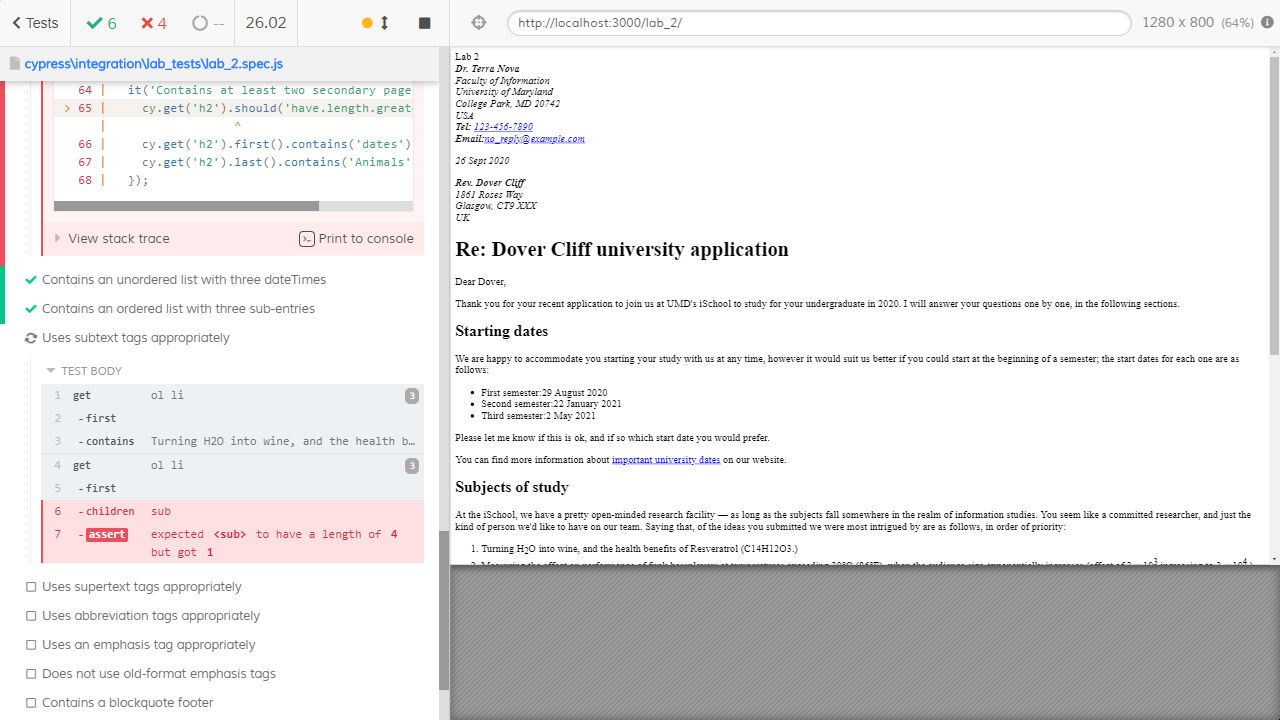 Tests
6
4
--
26.02
http://localhost:3000/lab_2/
1280 x 800 (64%)
cypress\integration\lab_tests\lab_2.spec.js
64 | it('Contains at least two secondary page
> 65 | cy.get('h2').should('have.length.great
| ^
66 | cy.get('h2').first().contains('dates')
67 | cy.get('h2').last().contains('Animals'
68 | });
View stack trace
Print to console
Contains an unordered list with three dateTimes
Contains an ordered list with three sub-entries
Uses subtext tags appropriately
TEST BODY
1 get ol li 3
2 -first
3 -contains Turning H2O into wine, and the health b…
4 get ol li 3
5 -first
6 -children sub
7 -assert expected <sub> to have a length of 4
but got 1
Uses supertext tags appropriately
Uses abbreviation tags appropriately
Uses an emphasis tag appropriately
Does not use old-format emphasis tags
Contains a blockquote footer
Lab 2
Dr. Terra Nova
Faculty of Information
University of Maryland
College Park, MD 20742
USA
Tel: 123-456-7890
Email:no_reply@example.com
26 Sept 2020
Rev. Dover Cliff
1861 Roses Way
Glasgow, CT9 XXX
UK
Re: Dover Cliff university application
Dear Dover,
Thank you for your recent application to join us at UMD's iSchool to study for your undergraduate in 2020. I will answer your questions one by one, in the following sections.
Starting dates
We are happy to accommodate you starting your study with us at any time, however it would suit us better if you could start at the beginning of a semester; the start dates for each one are as
follows:
First semester:29 August 2020
Second semester:22 January 2021
Third semester:2 May 2021
Please let me know if this is ok, and if so which start date you would prefer.
You can find more information about important university dates on our website.
Subjects of study
At the iSchool, we have a pretty open-minded research facility — as long as the subjects fall somewhere in the realm of information studies. You seem like a committed researcher, and just the
kind of person we'd like to have on our team. Saying that, of the ideas you submitted we were most intrigued by are as follows, in order of priority:
1. Turning H2O into wine, and the health benefits of Resveratrol (C14H12O3.)